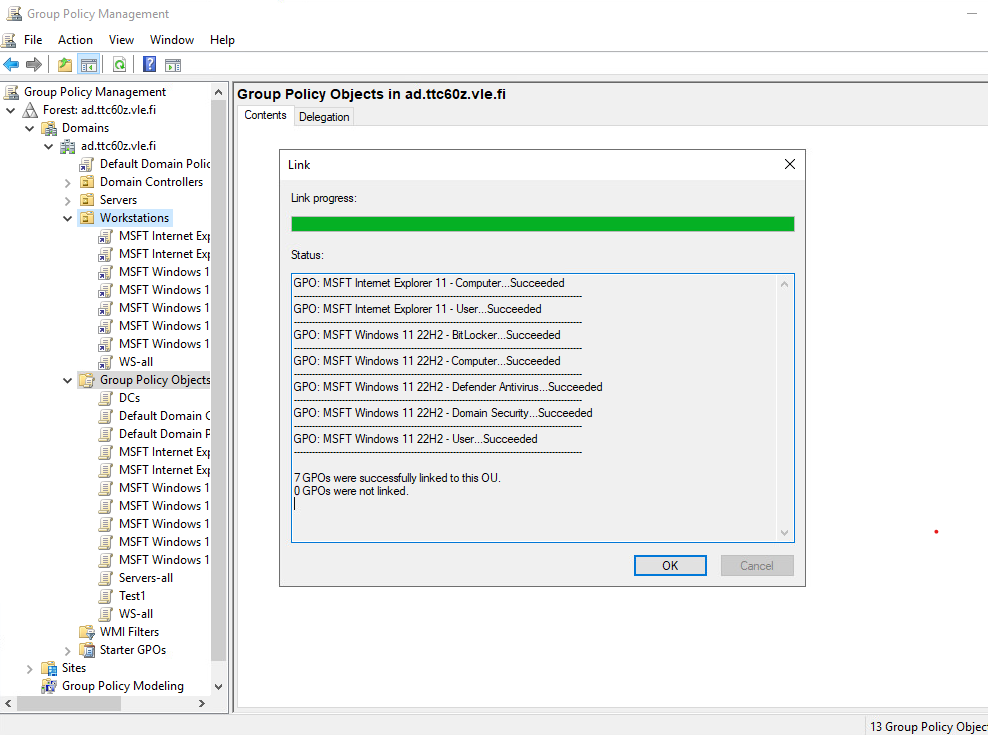 Group Policy Management
File Action View Window Help
Group Policy Management
Forest: ad.ttc60z.vle.fi
Domains
ad.ttc60z.vle.fi
Default Domain Polic
Domain Controllers
Servers
Workstations
MSFT Internet Exp
MSFT Internet Exp
MSFT Windows 1
MSFT Windows 1
MSFT Windows 1
MSFT Windows 1
MSFT Windows 1
WS-all
Group Policy Objects
DCs
Default Domain C
Default Domain P
MSFT Internet Exp
MSFT Internet Exp
MSFT Windows 1
MSFT Windows 1
MSFT Windows 1
MSFT Windows 1
MSFT Windows 1
Servers-all
Test1
WS-all
WMI Filters
Starter GPOs
Sites
Group Policy Modeling
Group Policy Objects in ad.ttc60z.vle.fi
Contents Delegation
Link
Link progress:
Status:
GPO: MSFT Internet Explorer 11 - Computer...Succeeded
GPO: MSFT Internet Explorer 11 - User...Succeeded
GPO: MSFT Windows 11 22H2 - BitLocker...Succeeded
GPO: MSFT Windows 11 22H2 - Computer...Succeeded
GPO: MSFT Windows 11 22H2 - Defender Antivirus...Succeeded
GPO: MSFT Windows 11 22H2 - Domain Security...Succeeded
GPO: MSFT Windows 11 22H2 - User...Succeeded
7 GPOs were successfully linked to this OU.
0 GPOs were not linked.
OK Cancel
13 Group Policy Objec